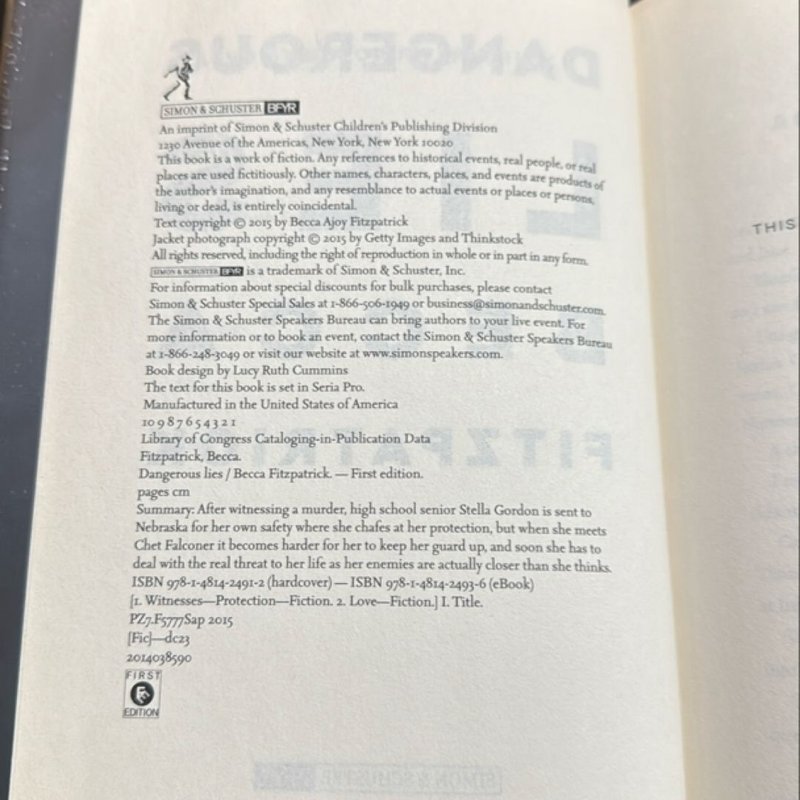 SIMON & SCHUSTER BFYR
An imprint of Simon & Schuster Children's Publishing Division
1230 Avenue of the Americas, New York, New York 10020
This book is a work of fiction. Any references to historical events, real people, or real
places are used fictitiously. Other names, characters, places, and events are products of
the author's imagination, and any resemblance to actual events or places or persons,
living or dead, is entirely coincidental.
Text copyright © 2015 by Becca Ajoy Fitzpatrick
Jacket photograph copyright © 2015 by Getty Images and Thinkstock
All rights reserved, including the right of reproduction in whole or in part in any form.
SIMON & SCHUSTER BFYR is a trademark of Simon & Schuster, Inc.
For information about special discounts for bulk purchases, please contact
Simon & Schuster Special Sales at 1-866-506-1949 or business@simonandschuster.com.
The Simon & Schuster Speakers Bureau can bring authors to your live event. For
more information or to book an event, contact the Simon & Schuster Speakers Bureau
at 1-866-248-3049 or visit our website at www.simonspeakers.com.
Book design by Lucy Ruth Cummins
The text for this book is set in Seria Pro.
Manufactured in the United States of America
10 9 8 7 6 5 4 3 2 1
Library of Congress Cataloging-in-Publication Data
Fitzpatrick, Becca.
Dangerous lies / Becca Fitzpatrick. — First edition.
pages cm
Summary: After witnessing a murder, high school senior Stella Gordon is sent to
Nebraska for her own safety where she chafes at her protection, but when she meets
Chet Falconer it becomes harder for her to keep her guard up, and soon she has to
deal with the real threat to her life as her enemies are actually closer than she thinks.
ISBN 978-1-4814-2491-2 (hardcover) — ISBN 978-1-4814-2493-6 (eBook)
[1. Witnesses—Protection—Fiction. 2. Love—Fiction.] I. Title.
PZ7.F5777Sap 2015
[Fic]—dc23
2014038590
FIRST
F
EDITION
THIS